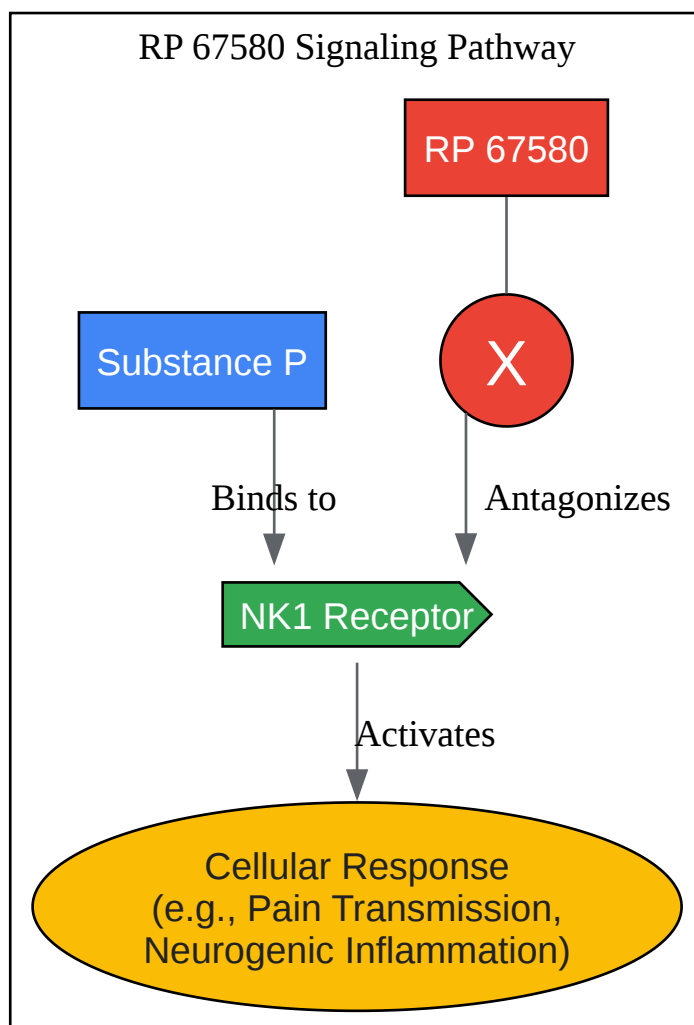 RP 67580 Signaling Pathway
RP 67580
Substance P
X
Binds to
Antagonizes
NK1 Receptor
Activates
Cellular Response
(e.g., Pain Transmission,
Neurogenic Inflammation)